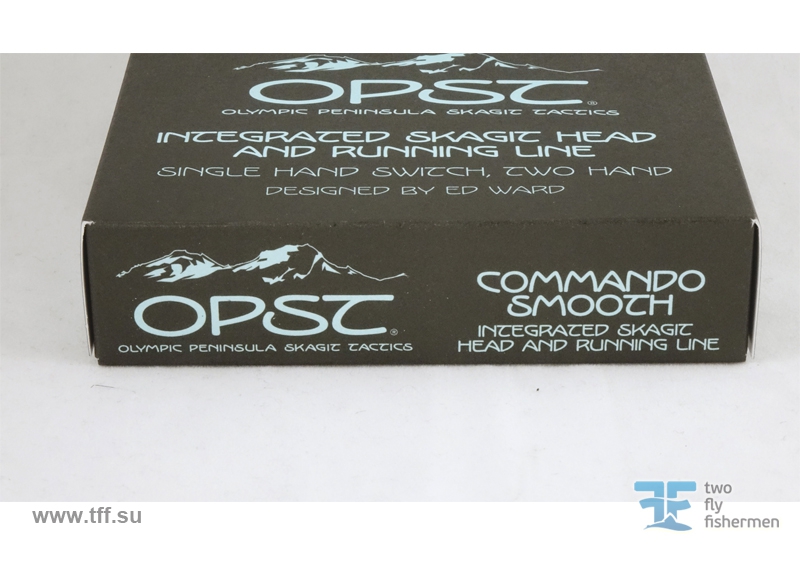 OPST®
OLYMPIC PENINSULA SKAGIT TACTICS
INTEGRATED SKAGIT HEAD
AND RUNNING LINE
SINGLE HAND SWITCH, TWO HAND
DESIGNED BY ED WARD
OPST®
OLYMPIC PENINSULA SKAGIT TACTICS
COMMANDO
SMOOTH
INTEGRATED SKAGIT
HEAD AND RUNNING LINE
www.tff.su
two
fly
fishermen